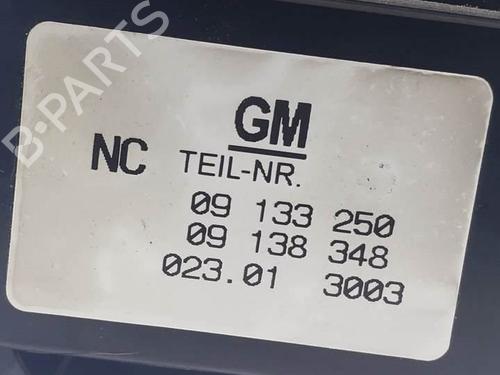 B-PARTS
GM
NC TEIL-NR.
09 133 250
09 138 348
023.01 3003